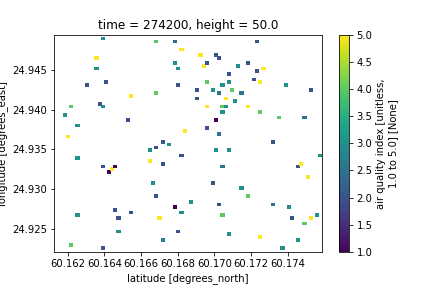 time = 274200, height = 50.0
24.945
24.940
24.935
24.930
24.925
longitude [degrees_east]
60.162 60.164 60.166 60.168 60.170 60.172 60.174
latitude [degrees_north]
5.0
4.5
4.0
3.5
3.0
2.5
2.0
1.5
1.0
air quality index [unitless,
1.0 to 5.0] [None]